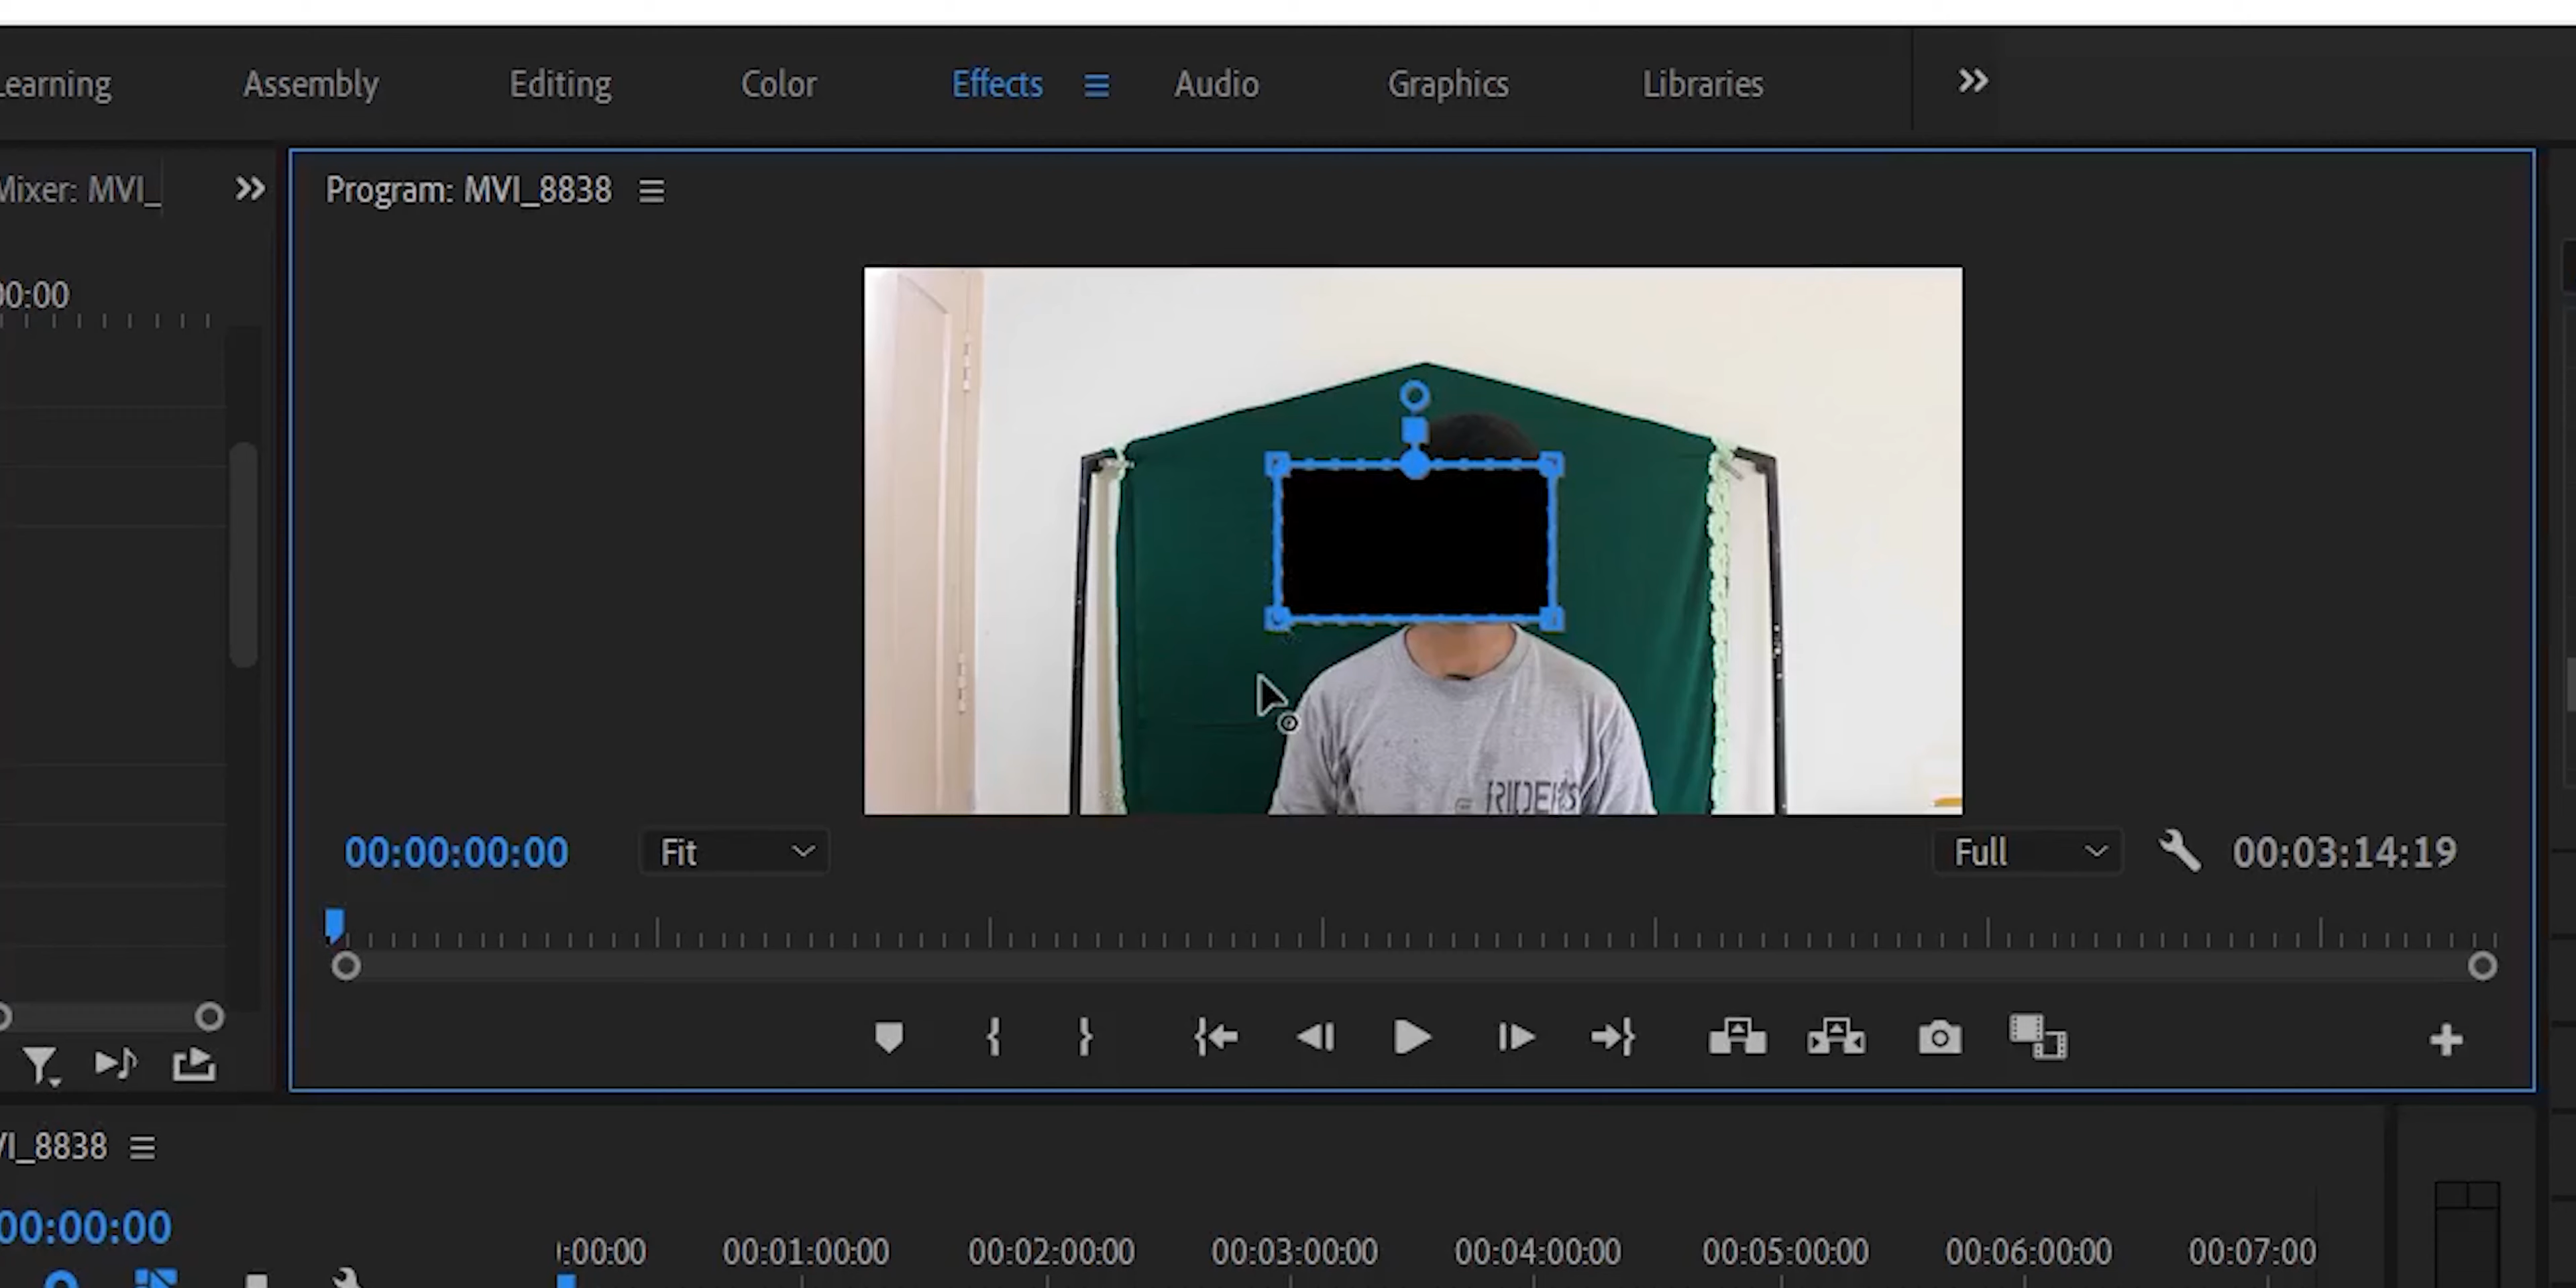 Learning Assembly Editing Color Effects Audio Graphics Libraries
Mixer: MVI_
Program: MVI_8838
00:00
RIDERS
00:00:00:00 Fit Full 00:03:14:19
VI_8838
00:00:00
:00:00 00:01:00:00 00:02:00:00 00:03:00:00 00:04:00:00 00:05:00:00 00:06:00:00 00:07:00